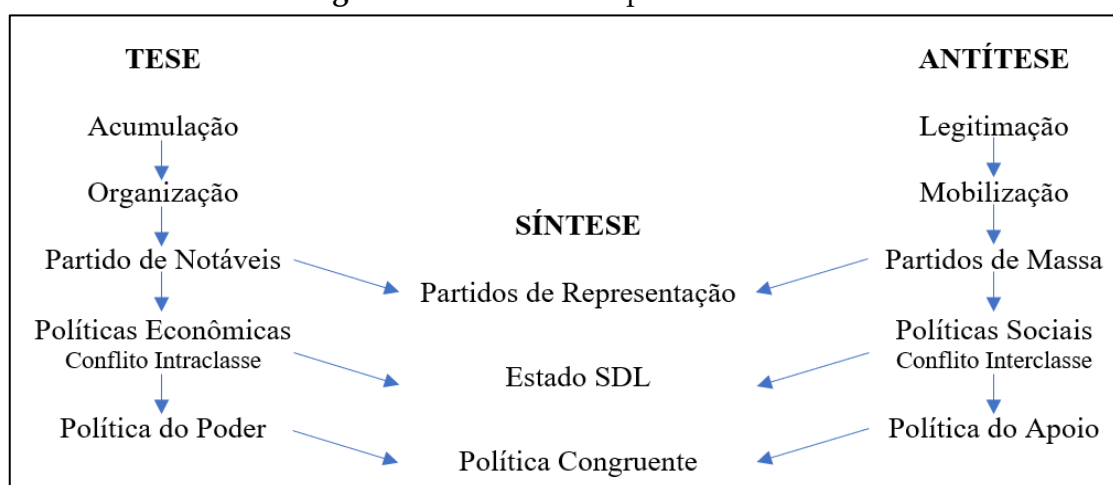 TESE
ANTÍTESE
Acumulação
Legitimação
Organização
Mobilização
SÍNTESE
Partido de Notáveis
Partidos de Massa
Partidos de Representação
Políticas Econômicas
Políticas Sociais
Conflito Intraclasse
Conflito Interclasse
Estado SDL
Política do Poder
Política do Apoio
Política Congruente